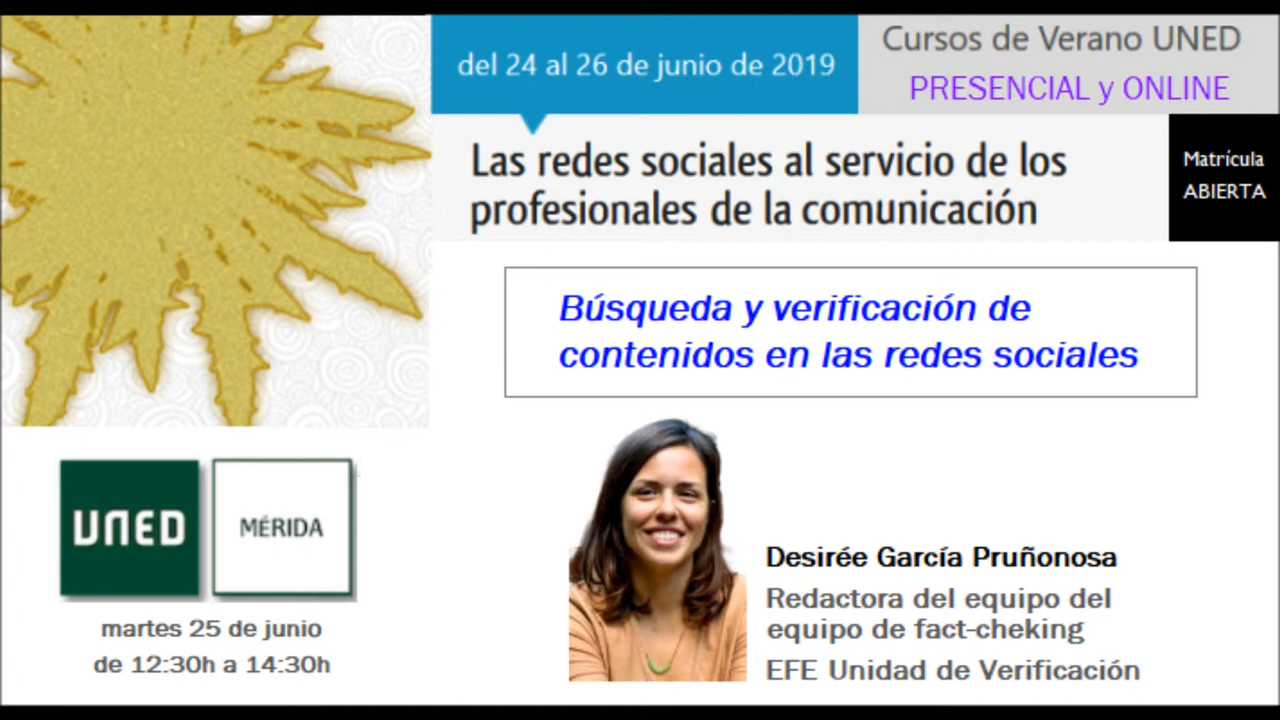 del 24 al 26 de junio de 2019
Cursos de Verano UNED
PRESENCIAL y ONLINE
Las redes sociales al servicio de los
profesionales de la comunicación
Matrícula
ABIERTA
Búsqueda y verificación de
contenidos en las redes sociales
UNED
MÉRIDA
martes 25 de junio
de 12:30h a 14:30h
Desirée García Pruñonosa
Redactora del equipo del
equipo de fact-cheking
EFE Unidad de Verificación